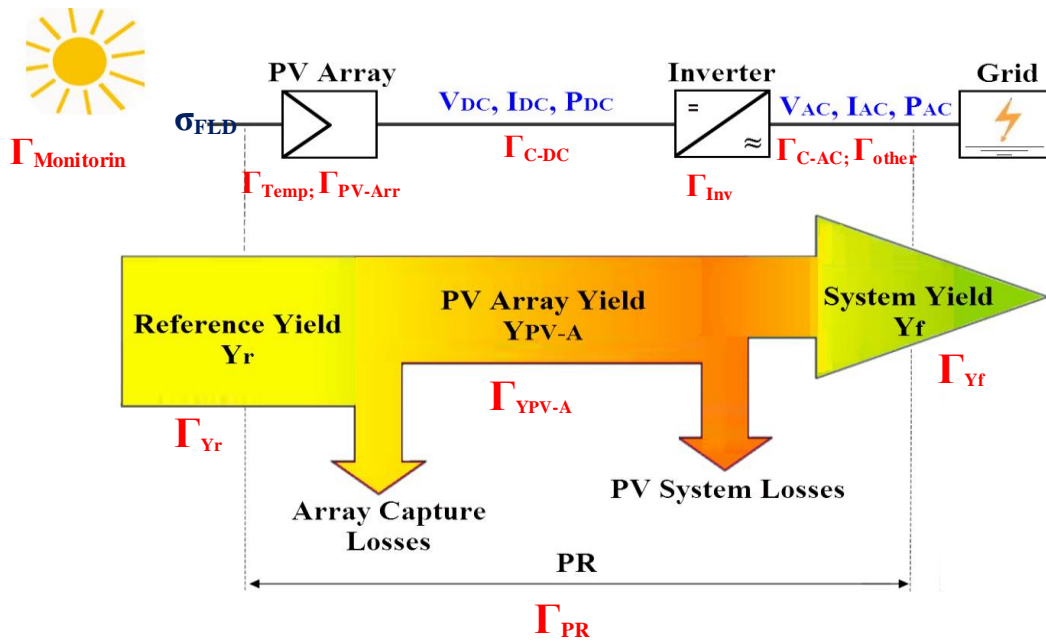 PV Array
Inverter
Grid
σFLD
VDC, IDC, PDC
=
≈
VAC, IAC, PAC
ΓMonitorin
ΓC-DC
ΓC-AC; Γother
ΓTemp; ΓPV-Arr
ΓInv
Reference Yield
Yr
PV Array Yield
YPV-A
System Yield
Yf
ΓYr
ΓYPV-A
ΓYf
Array Capture
Losses
PV System Losses
PR
ΓPR